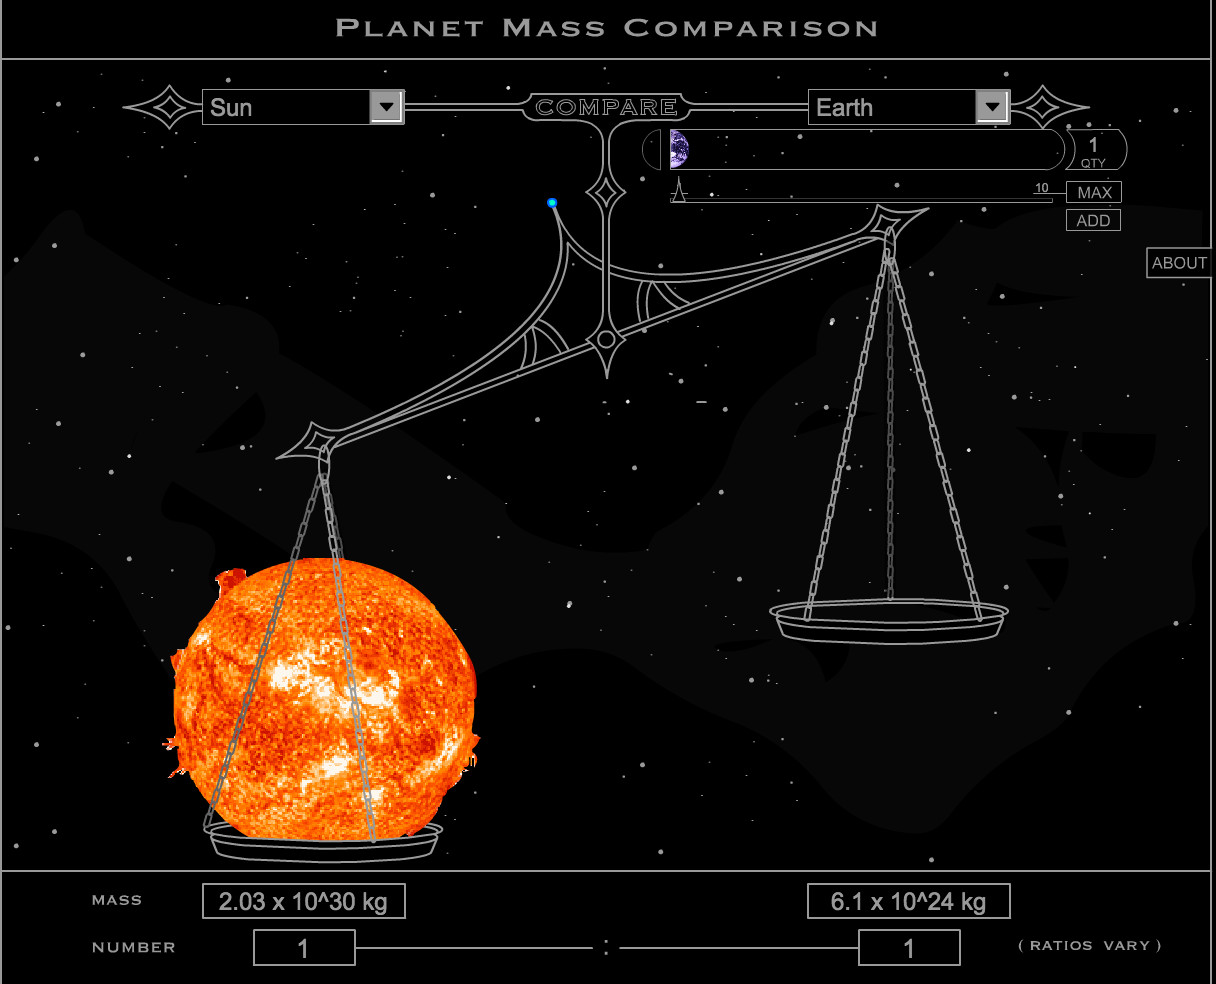 PLANET MASS COMPARISON
Sun
COMPARE
Earth
1
QTY
10
MAX
ADD
ABOUT
MASS
2.03 x 10^30 kg
6.1 x 10^24 kg
NUMBER
1
:
1
( RATIOS VARY )